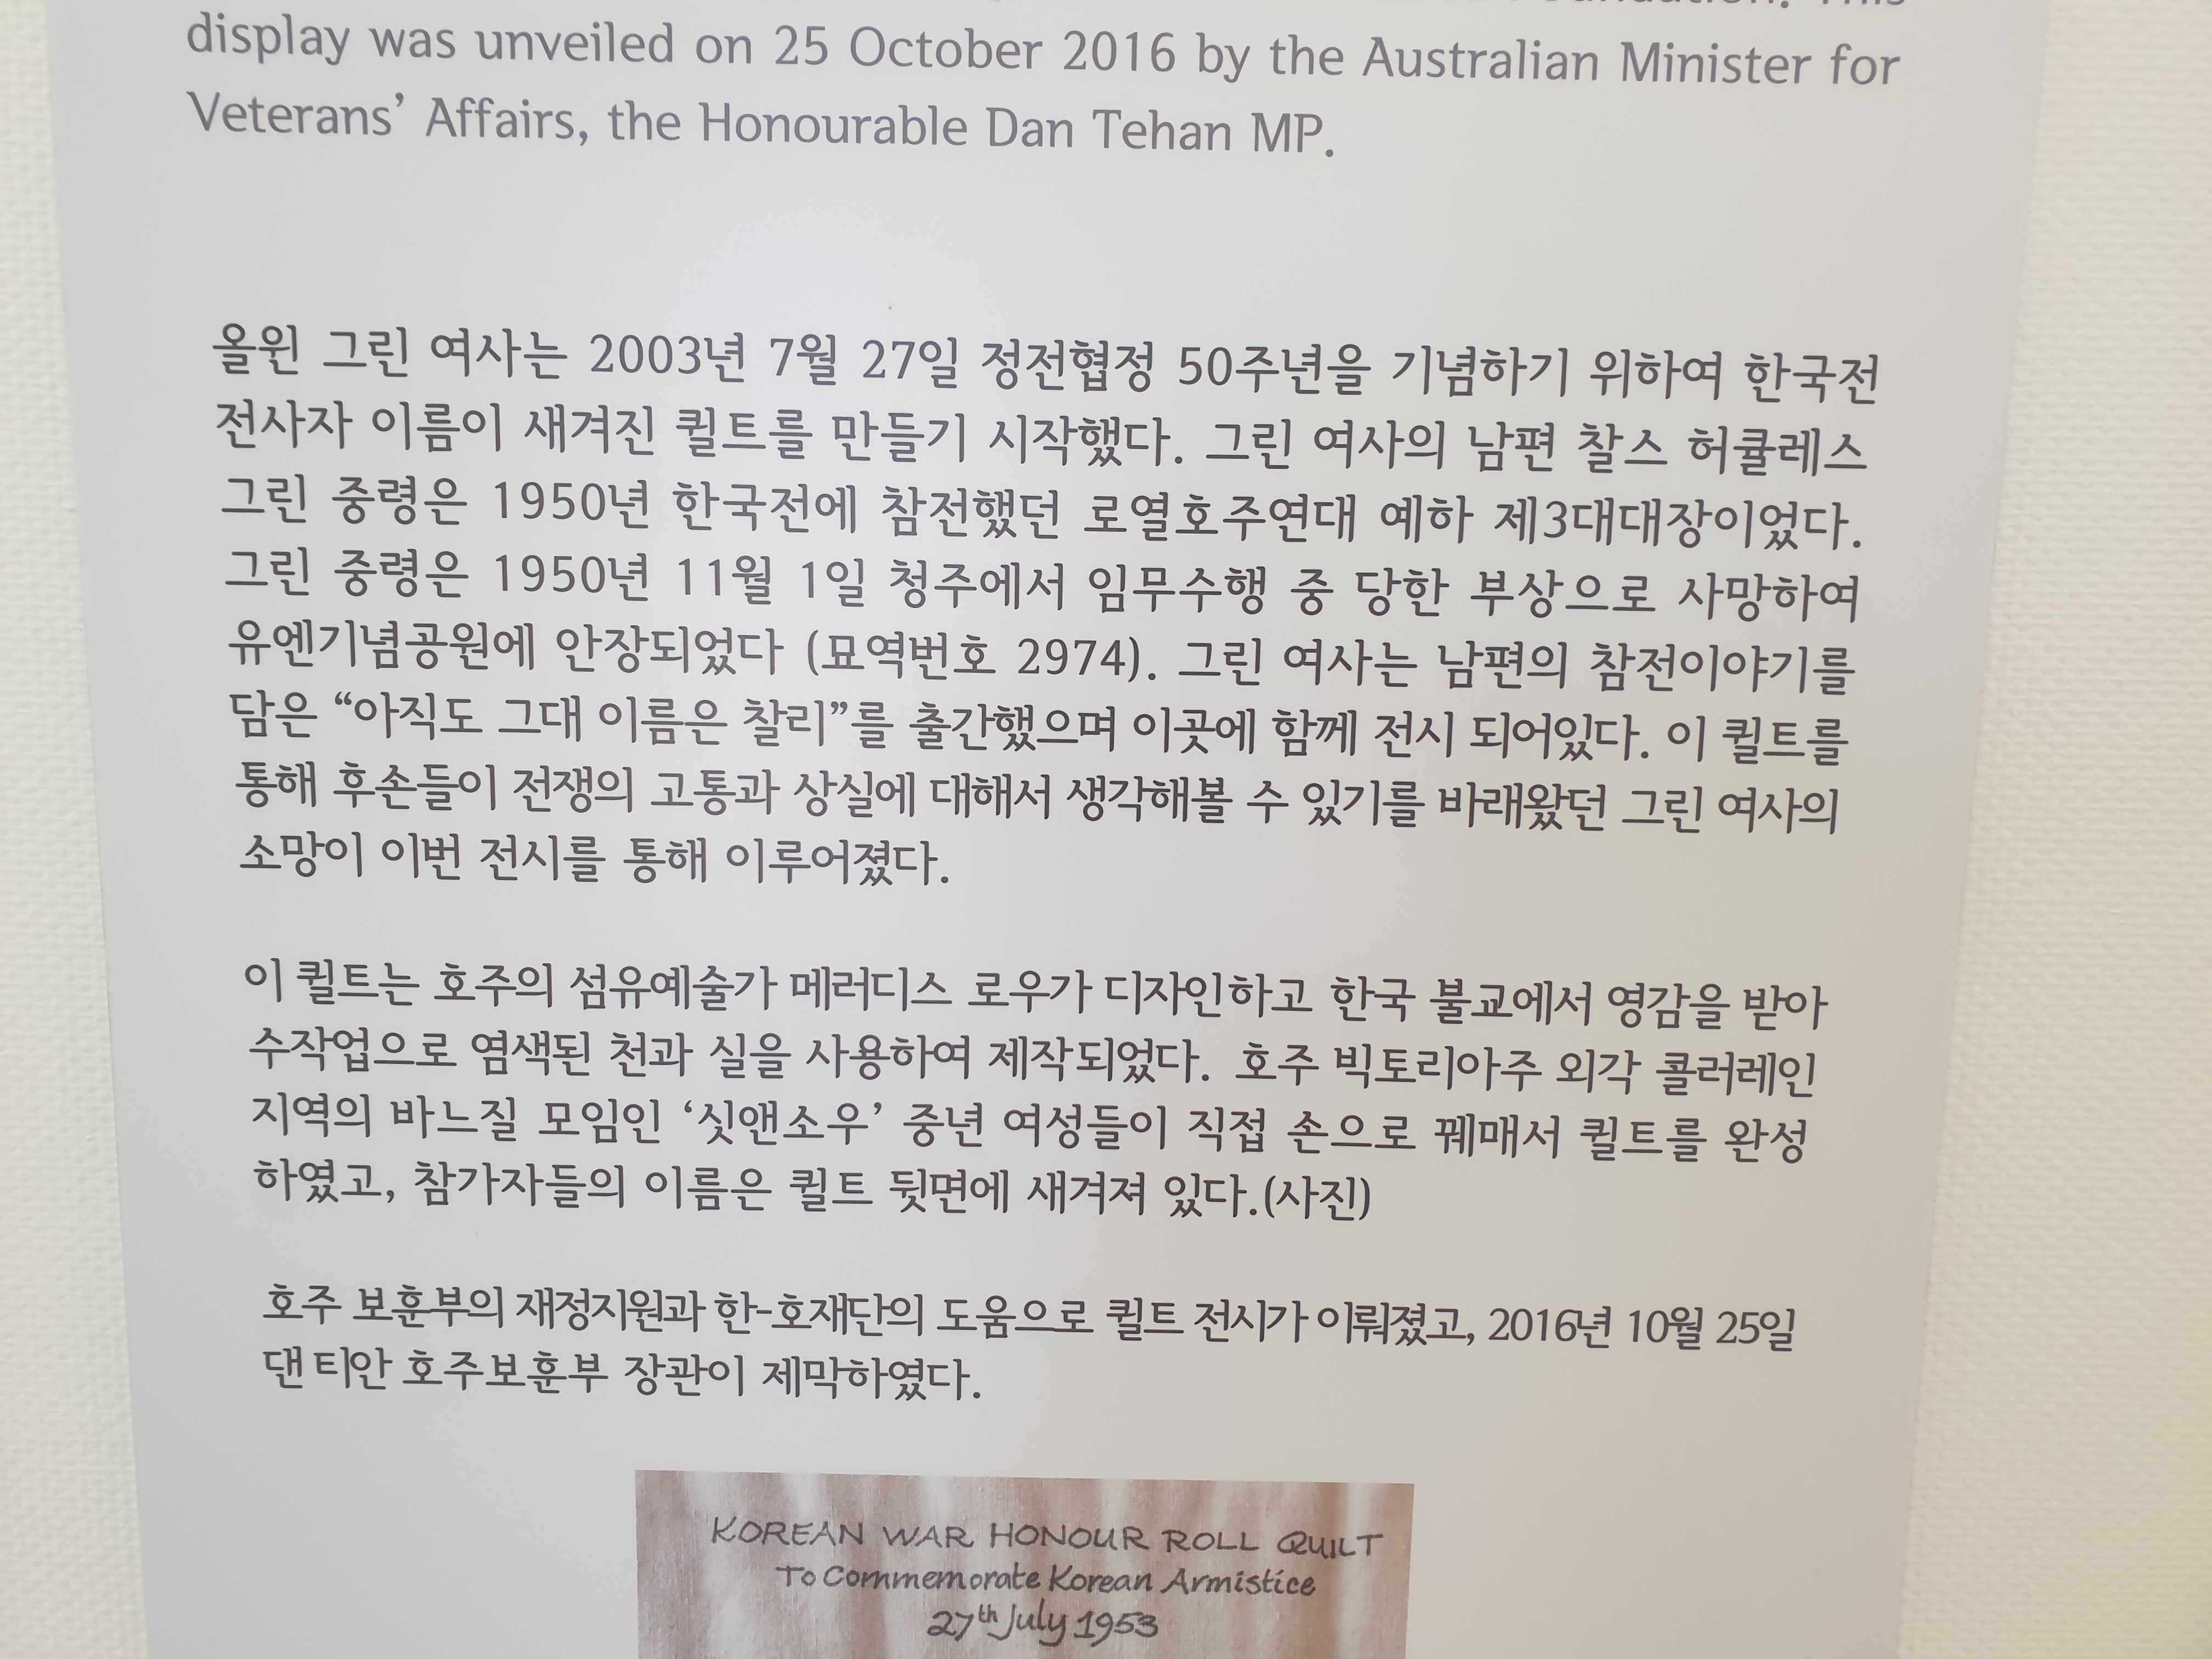 display was unveiled on 25 October 2016 by the Australian Minister for
Veterans’ Affairs, the Honourable Dan Tehan MP.
올윈 그린 여사는 2003년 7월 27일 정전협정 50주년을 기념하기 위하여 한국전
전사자 이름이 새겨진 퀼트를 만들기 시작했다. 그린 여사의 남편 찰스 허큘레스
그린 중령은 1950년 한국전에 참전했던 로열호주연대 예하 제3대대장이었다.
그린 중령은 1950년 11월 1일 청주에서 임무수행 중 당한 부상으로 사망하여
유엔기념공원에 안장되었다 (묘역번호 2974). 그린 여사는 남편의 참전이야기를
담은 “아직도 그대 이름은 찰리”를 출간했으며 이곳에 함께 전시 되어있다. 이 퀼트를
통해 후손들이 전쟁의 고통과 상실에 대해서 생각해볼 수 있기를 바래왔던 그린 여사의
소망이 이번 전시를 통해 이루어졌다.
이 퀼트는 호주의 섬유예술가 메러디스 로우가 디자인하고 한국 불교에서 영감을 받아
수작업으로 염색된 천과 실을 사용하여 제작되었다. 호주 빅토리아주 외각 콜러레인
지역의 바느질 모임인 ‘싯앤소우’ 중년 여성들이 직접 손으로 꿰매서 퀼트를 완성
하였고, 참가자들의 이름은 퀼트 뒷면에 새겨져 있다.(사진)
호주 보훈부의 재정지원과 한-호재단의 도움으로 퀼트 전시가 이뤄졌고, 2016년 10월 25일
댄 티안 호주보훈부 장관이 제막하였다.
KOREAN WAR HONOUR ROLL QUILT
To Commemorate Korean Armistice
27th July 1953